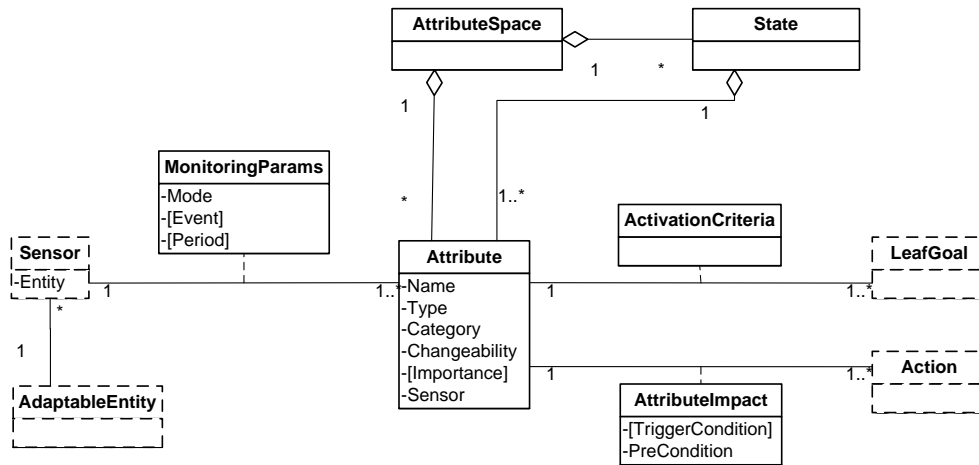 AttributeSpace
State
1
*
1
1
MonitoringParams
-Mode
-[Event]
-[Period]
*
1..*
ActivationCriteria
Sensor
-Entity
1
1..*
Attribute
-Name
-Type
-Category
-Changeability
-[Importance]
-Sensor
1
1..*
LeafGoal
*
1
AdaptableEntity
1
1..*
Action
AttributeImpact
-[TriggerCondition]
-PreCondition